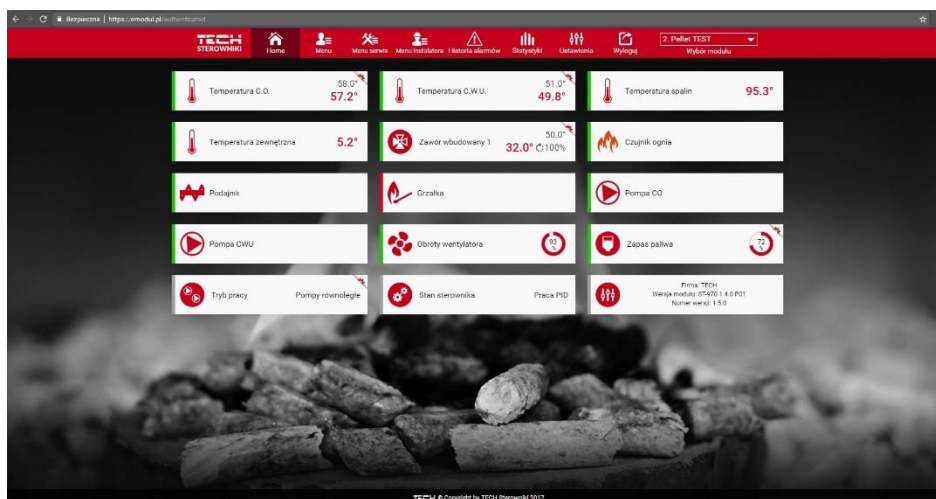 Bezpieczna | https://emodul.pl/authenticated
TECH
STEROWNIKI
Home
Menu
Menu serwis
Menu instalatora
Historia alarmów
Statystyki
Ustawienia
Wyloguj
2. Pellet TEST
Wybór modułu
Temperatura C.O.
58.0°
57.2°
Temperatura C.W.U.
51.0°
49.8°
Temperatura spalin
95.3°
Temperatura zewnętrzna
5.2°
Zawór wbudowany 1
50.0°
32.0° 100%
Czujnik ognia
Podajnik
Grzałka
Pompa CO
Pompa CWU
Obroty wentylatora
93
%
Zapas paliwa
72
%
Tryb pracy
Pompy równoległe
Stan sterownika
Praca PID
Firma: TECH
Wersja modułu: ST-970 1.4.0 P01
Numer wersji: 1.5.0
TECH © Copyright by TECH Sterowniki 2017